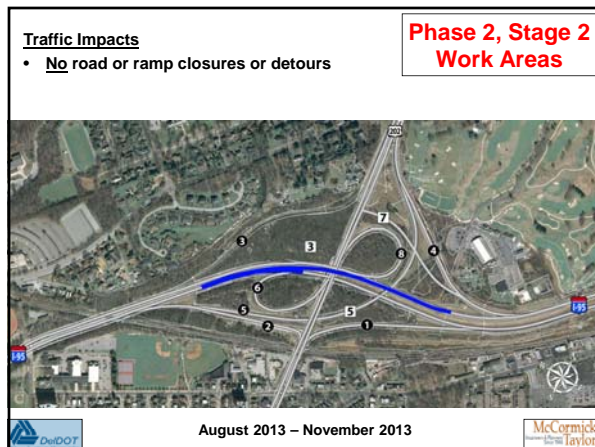 Traffic Impacts
• No road or ramp closures or detours
Phase 2, Stage 2
Work Areas
202
7
3
3
8
4
6
5
5
2
1
I-95
I-95
DelDOT
August 2013 – November 2013
McCormick
Taylor